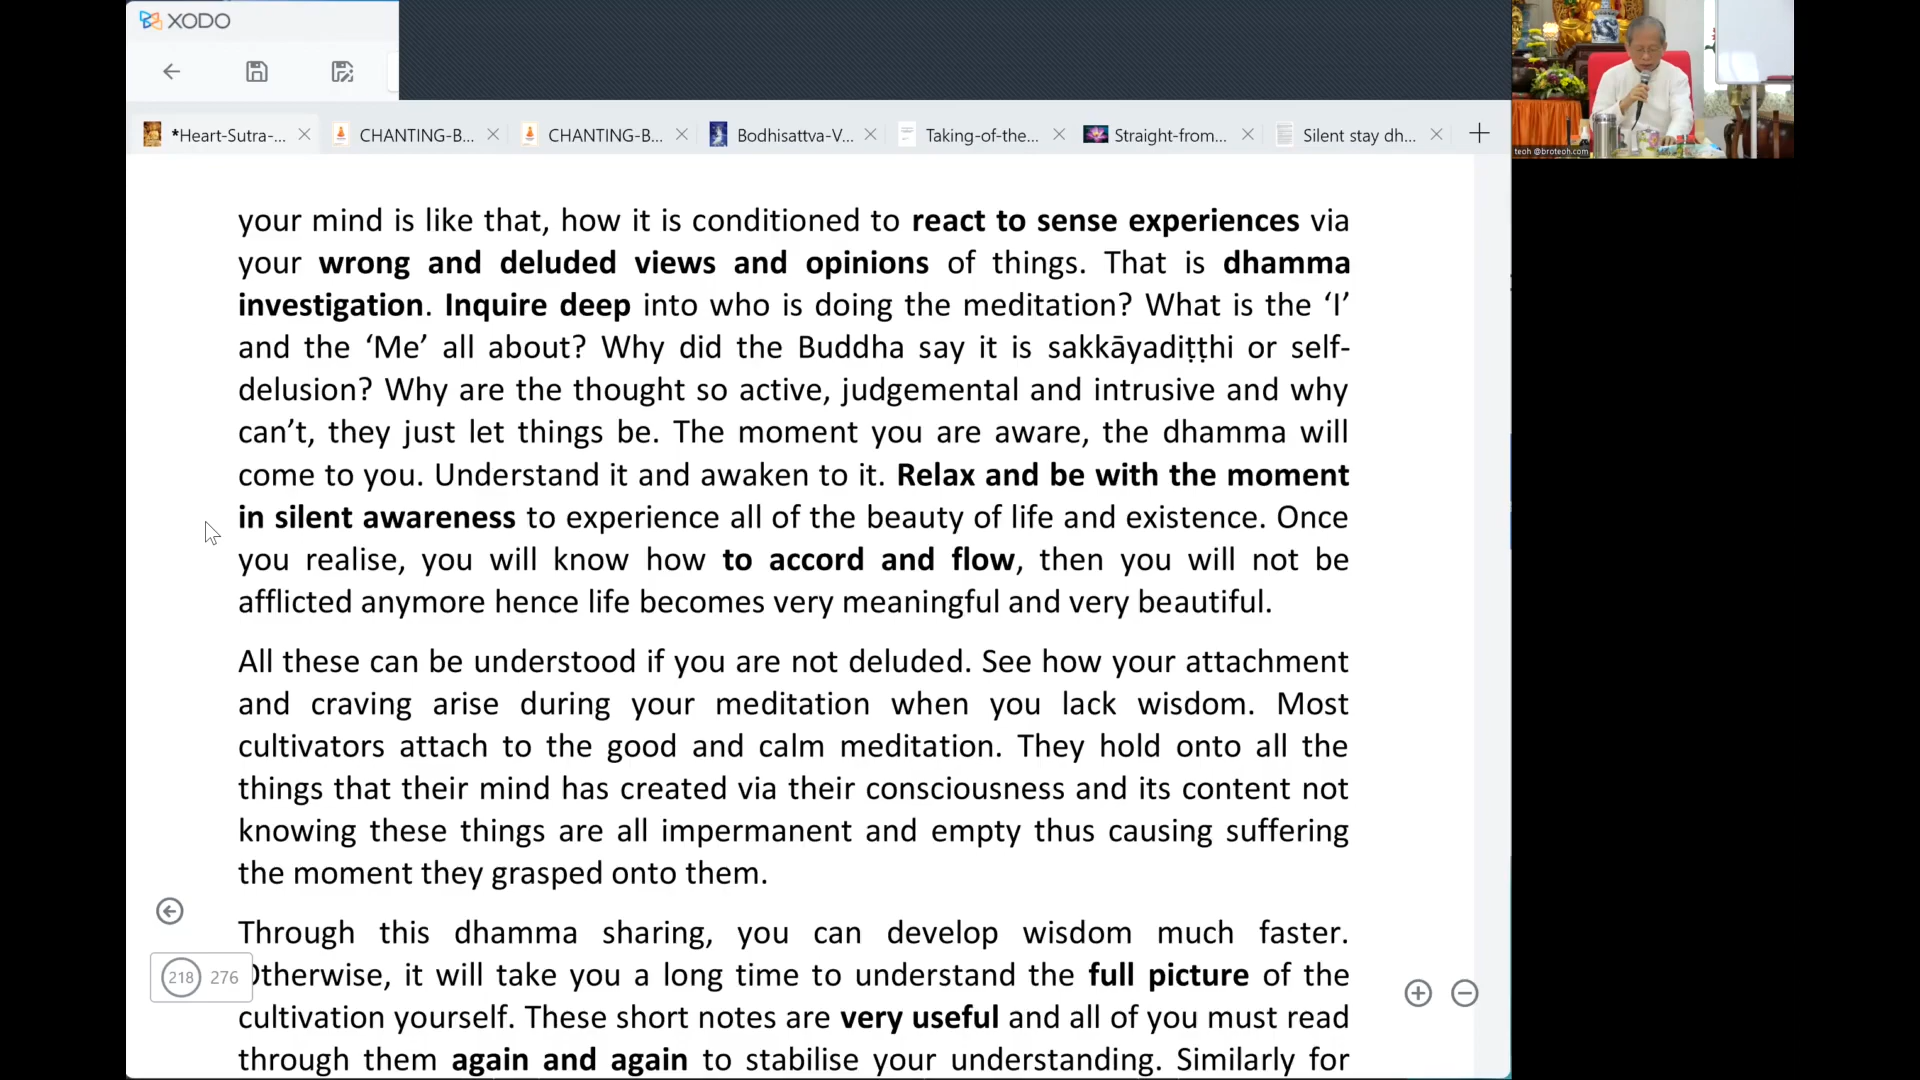 XODO
*Heart-Sutra-...
CHANTING-B...
CHANTING-B...
Bodhisattva-V...
Taking-of-the...
Straight-from...
Silent stay dh...
teoh @broteoh.com
your mind is like that, how it is conditioned to react to sense experiences via
your wrong and deluded views and opinions of things. That is dhamma
investigation. Inquire deep into who is doing the meditation? What is the ‘I’
and the ‘Me’ all about? Why did the Buddha say it is sakkāyadiṭṭhi or self-
delusion? Why are the thought so active, judgemental and intrusive and why
can’t, they just let things be. The moment you are aware, the dhamma will
come to you. Understand it and awaken to it. Relax and be with the moment
in silent awareness to experience all of the beauty of life and existence. Once
you realise, you will know how to accord and flow, then you will not be
afflicted anymore hence life becomes very meaningful and very beautiful.
All these can be understood if you are not deluded. See how your attachment
and craving arise during your meditation when you lack wisdom. Most
cultivators attach to the good and calm meditation. They hold onto all the
things that their mind has created via their consciousness and its content not
knowing these things are all impermanent and empty thus causing suffering
the moment they grasped onto them.
Through this dhamma sharing, you can develop wisdom much faster.
Otherwise, it will take you a long time to understand the full picture of the
218 276
cultivation yourself. These short notes are very useful and all of you must read
through them again and again to stabilise your understanding. Similarly for